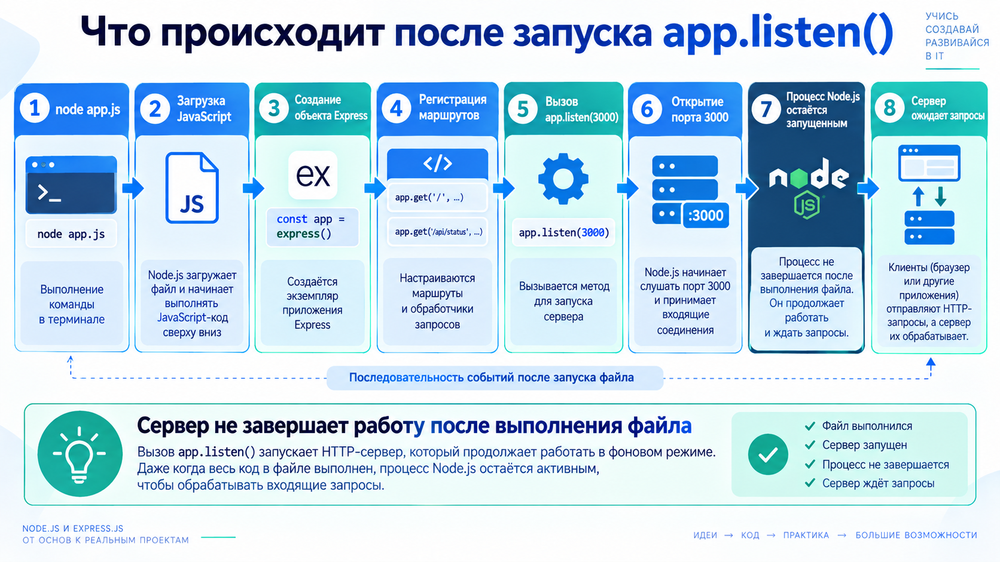 Что происходит после запуска app.listen()
УЧИСЬ
СОЗДАВАЙ
РАЗВИВАЙСЯ
В IT
1 node app.js
>_
node app.js
Выполнение
команды
в терминале
2 Загрузка
JavaScript
JS
Node.js загружает
файл и начинает
выполнять
JavaScript-код
сверху вниз
3 Создание
объекта Express
ex
const app =
express()
Создаётся
экземпляр
приложения
Express
4 Регистрация
маршрутов
</>
app.get('/', …)
app.get('/api/status', …)
Настраиваются
маршруты
и обработчики
запросов
5 Вызов
app.listen(3000)
app.listen(3000)
Вызывается метод
для запуска
сервера
6 Открытие
порта 3000
:3000
Node.js начинает
слушать порт 3000
и принимает
входящие
соединения
7 Процесс Node.js
остаётся
запущенным
node
JS
Процесс не
завершается после
выполнения файла.
Он продолжает
работать
и ждать запросы.
8 Сервер
ожидает запросы
Клиенты (браузер
или другие
приложения)
отправляют HTTP-
запросы, а сервер
их обрабатывает.
Последовательность событий после запуска файла
Сервер не завершает работу после выполнения файла
Вызов app.listen() запускает HTTP-сервер, который продолжает работать в фоновом режиме.
Даже когда весь код в файле выполнен, процесс Node.js остаётся активным,
чтобы обрабатывать входящие запросы.
Файл выполнился
Сервер запущен
Процесс не завершается
Сервер ждёт запросы
NODE.JS И EXPRESS.JS
ОТ ОСНОВ К РЕАЛЬНЫМ ПРОЕКТАМ
ИДЕИ → КОД → ПРАКТИКА → БОЛЬШИЕ ВОЗМОЖНОСТИ